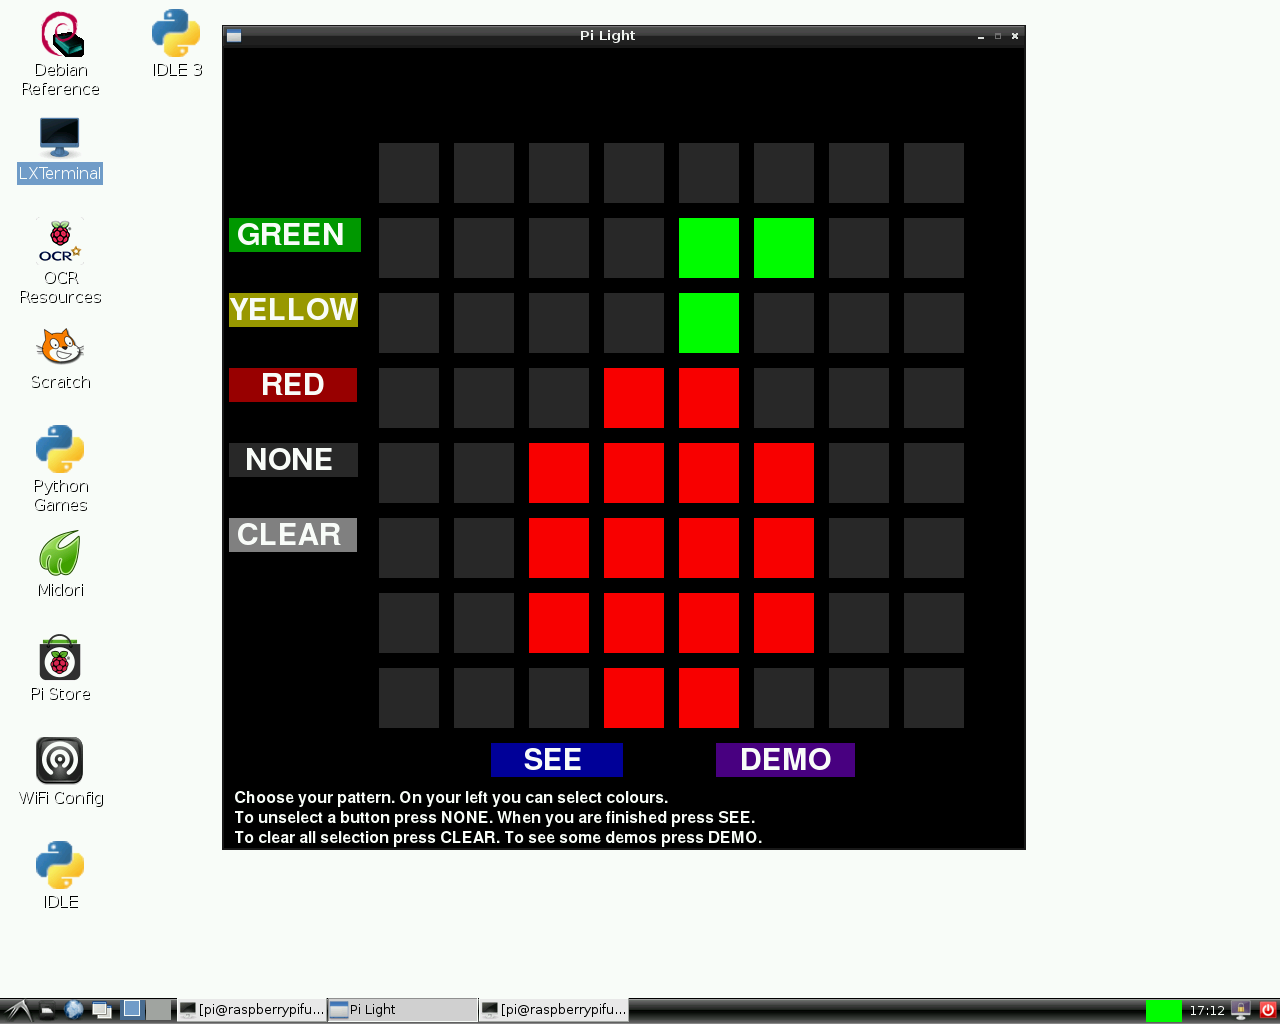 Debian
Reference
IDLE 3
LXTerminal
OCR
OCR
Resources
Scratch
Python
Games
Midori
Pi Store
WiFi Config
IDLE
Pi Light
GREEN
YELLOW
RED
NONE
CLEAR
SEE
DEMO
Choose your pattern. On your left you can select colours.
To unselect a button press NONE. When you are finished press SEE.
To clear all selection press CLEAR. To see some demos press DEMO.
[pi@raspberrypifu...
Pi Light
[pi@raspberrypifu...
17:12